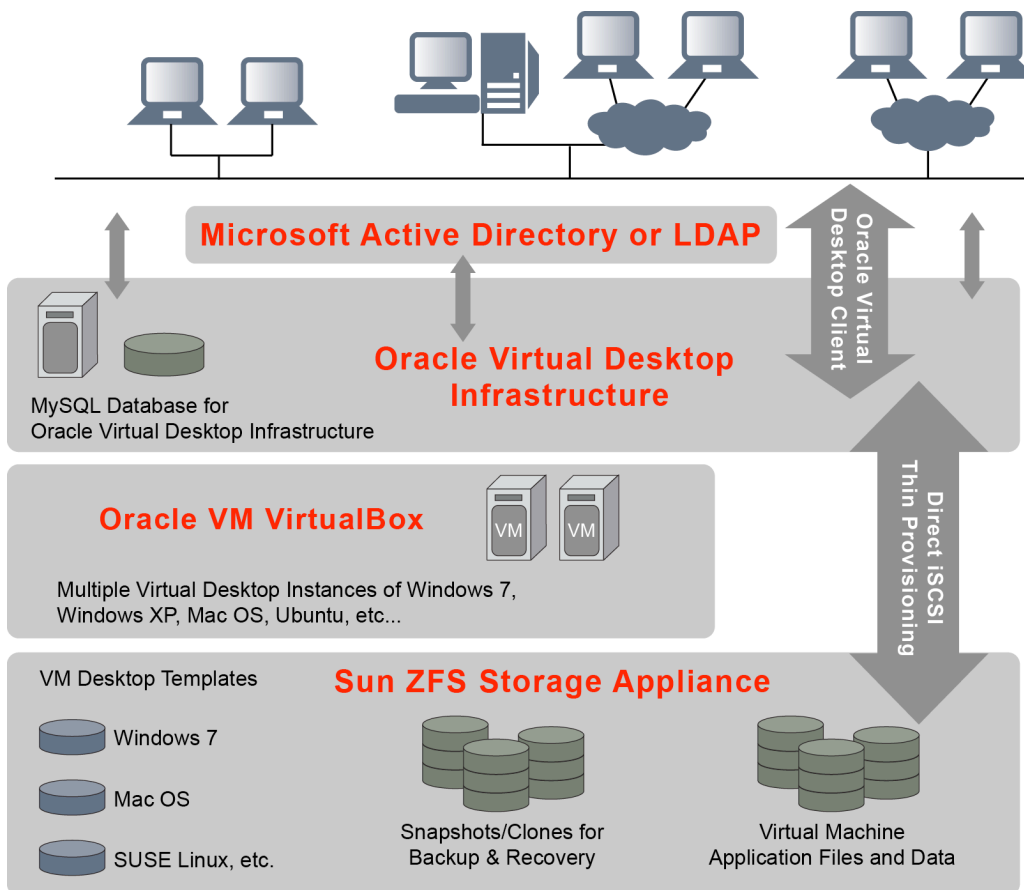 Microsoft Active Directory or LDAP
Oracle Virtual
Desktop Client
Oracle Virtual Desktop
Infrastructure
MySQL Database for
Oracle Virtual Desktop Infrastructure
Direct iSCSI
Thin Provisioning
Oracle VM VirtualBox
VM
VM
Multiple Virtual Desktop Instances of Windows 7,
Windows XP, Mac OS, Ubuntu, etc...
VM Desktop Templates
Sun ZFS Storage Appliance
Windows 7
Mac OS
SUSE Linux, etc.
Snapshots/Clones for
Backup & Recovery
Virtual Machine
Application Files and Data